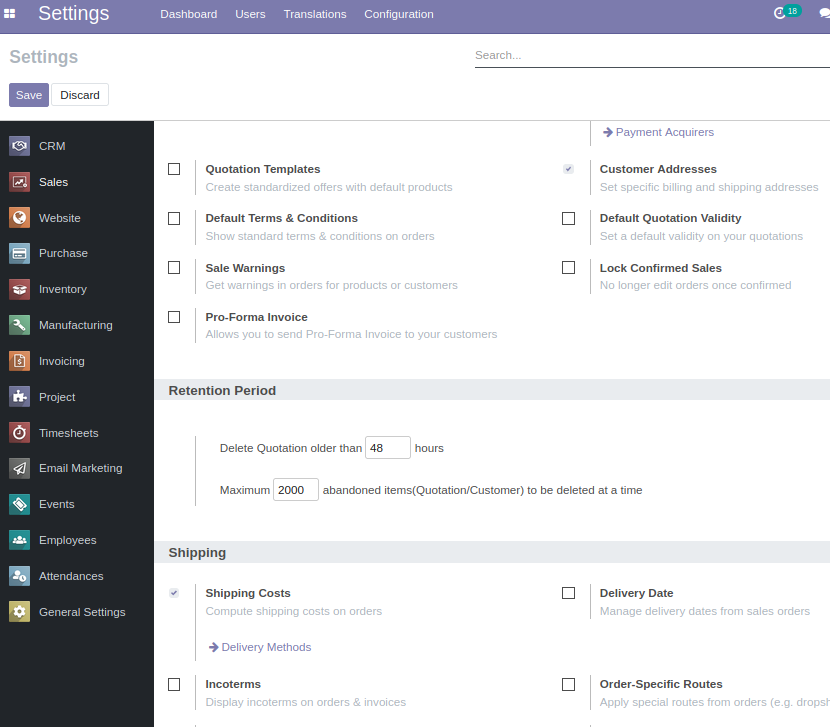 Settings Dashboard Users Translations Configuration 18
Settings
Search...
Save Discard
CRM
Sales
Website
Purchase
Inventory
Manufacturing
Invoicing
Project
Timesheets
Email Marketing
Events
Employees
Attendances
General Settings
Payment Acquirers
Quotation Templates
Create standardized offers with default products
Customer Addresses
Set specific billing and shipping addresses
Default Terms & Conditions
Show standard terms & conditions on orders
Default Quotation Validity
Set a default validity on your quotations
Sale Warnings
Get warnings in orders for products or customers
Lock Confirmed Sales
No longer edit orders once confirmed
Pro-Forma Invoice
Allows you to send Pro-Forma Invoice to your customers
Retention Period
Delete Quotation older than 48 hours
Maximum 2000 abandoned items(Quotation/Customer) to be deleted at a time
Shipping
Shipping Costs
Compute shipping costs on orders
Delivery Methods
Delivery Date
Manage delivery dates from sales orders
Incoterms
Display incoterms on orders & invoices
Order-Specific Routes
Apply special routes from orders (e.g. dropsh